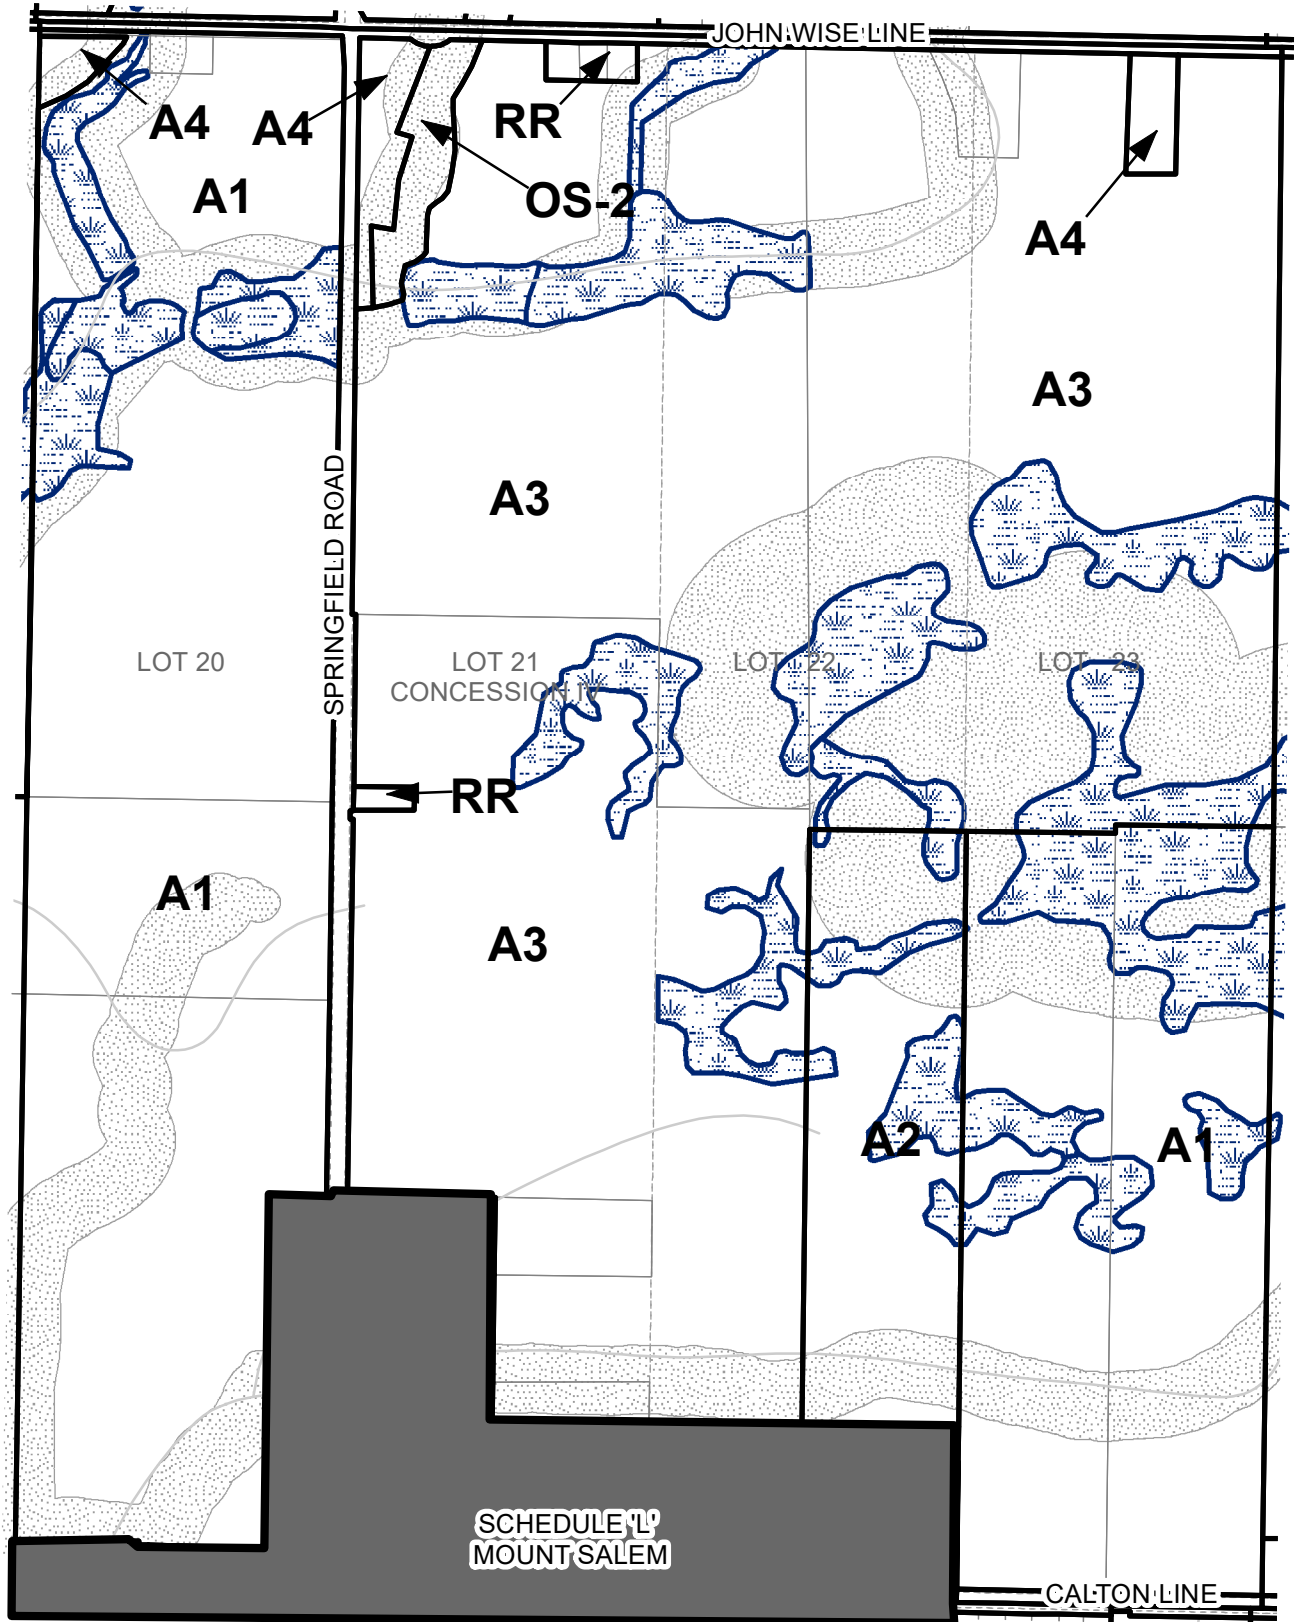 JOHN WISE LINE
A4
A4
RR
A1
OS-2
A4
A3
A3
SPRINGFIELD ROAD
LOT 20
LOT 21
CONCESSION IV
LOT 22
LOT 23
RR
A1
A3
A2
A1
SCHEDULE 'L'
MOUNT SALEM
CALTON LINE